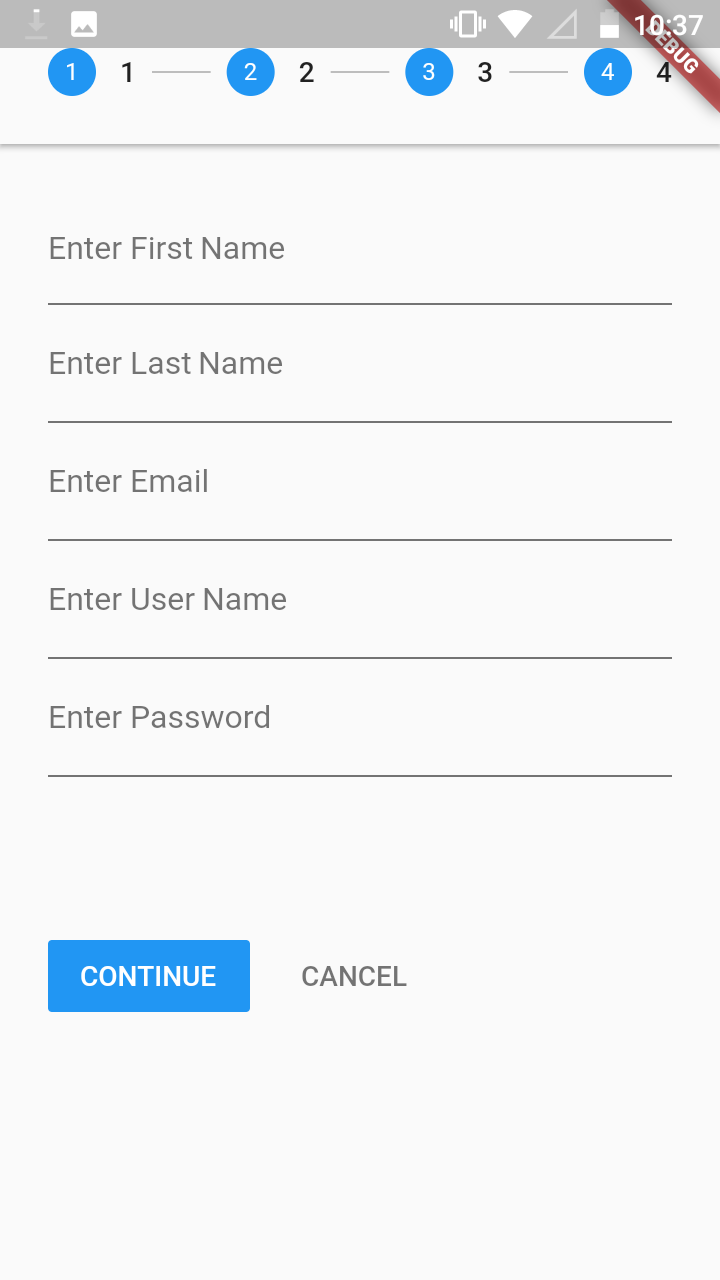 10:37
DEBUG
1 1 2 2 3 3 4 4
Enter First Name
Enter Last Name
Enter Email
Enter User Name
Enter Password
CONTINUE CANCEL